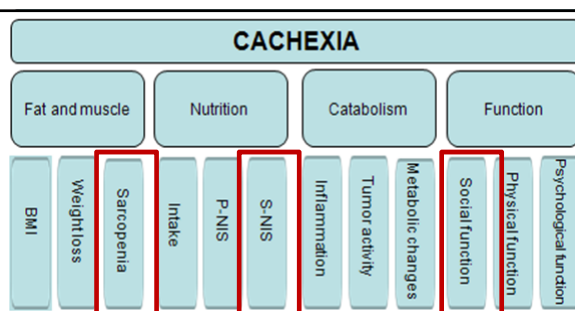 CACHEXIA
Fat and muscle
Nutrition
Catabolism
Function
BMI
Weight loss
Sarcopenia
Intake
P-NIS
S-NIS
Inflammation
Tumor activity
Metabolic changes
Social function
Physical function
Psychological function